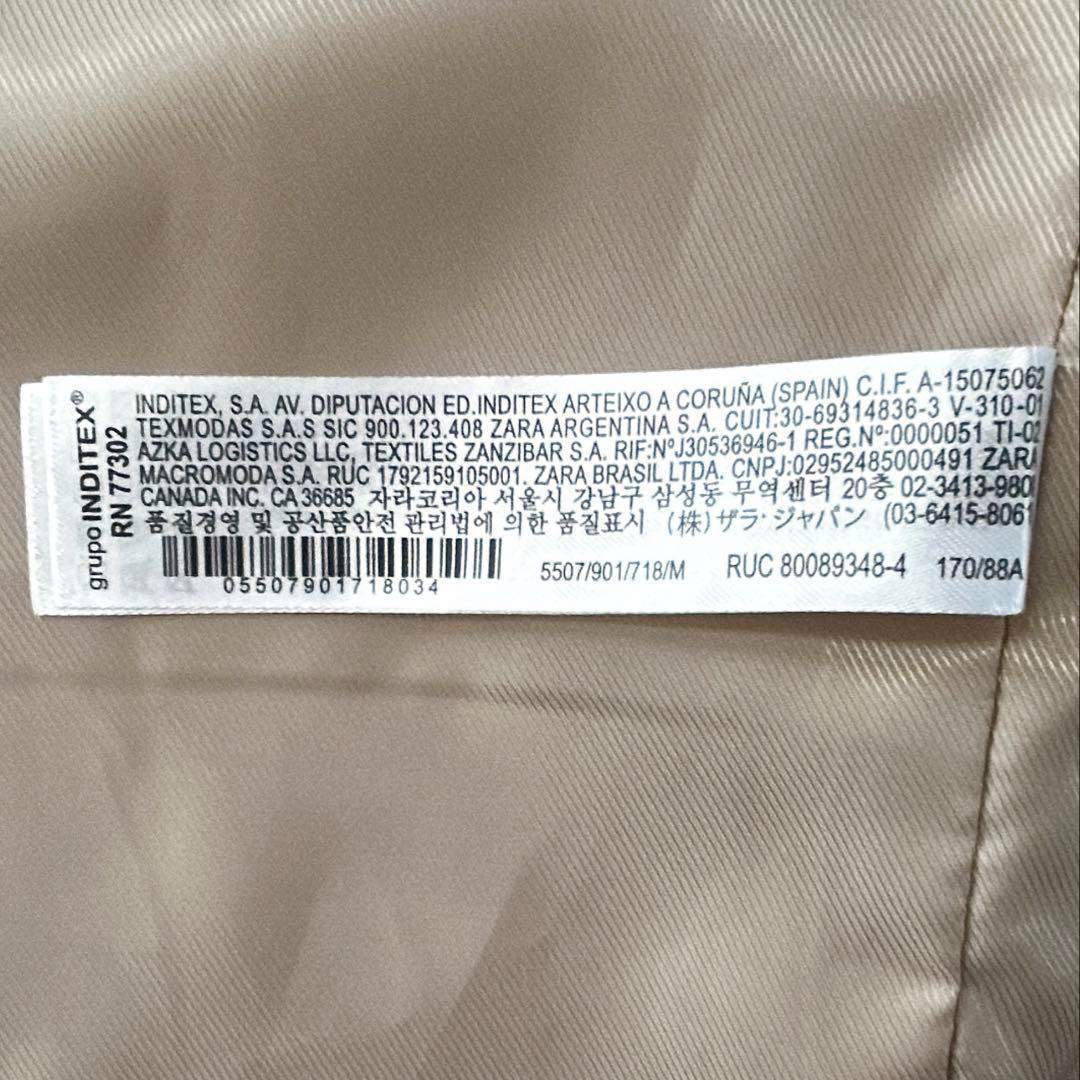 grupo INDITEX®
RN 77302
INDITEX, S.A. AV. DIPUTACION ED.INDITEX ARTEIXO A CORUÑA (SPAIN) C.I.F. A-15075062
TEXMODAS S.A.S SIC 900.123.408 ZARA ARGENTINA S.A. CUIT:30-69314836-3 V-310-01
AZKA LOGISTICS LLC, TEXTILES ZANZIBAR S.A. RIF:NºJ30536946-1 REG.Nº:0000051 TI-02
MACROMODA S.A. RUC 1792159105001. ZARA BRASIL LTDA. CNPJ:02952485000491 ZARA
CANADA INC. CA 36685 자라코리아 서울시 강남구 삼성동 무역센터 20층 02-3413-980
품질경영 및 공산품안전 관리법에 의한 품질표시 (株)ザラ・ジャパン (03-6415-8061
05507901718034
5507/901/718/M RUC 80089348-4 170/88A